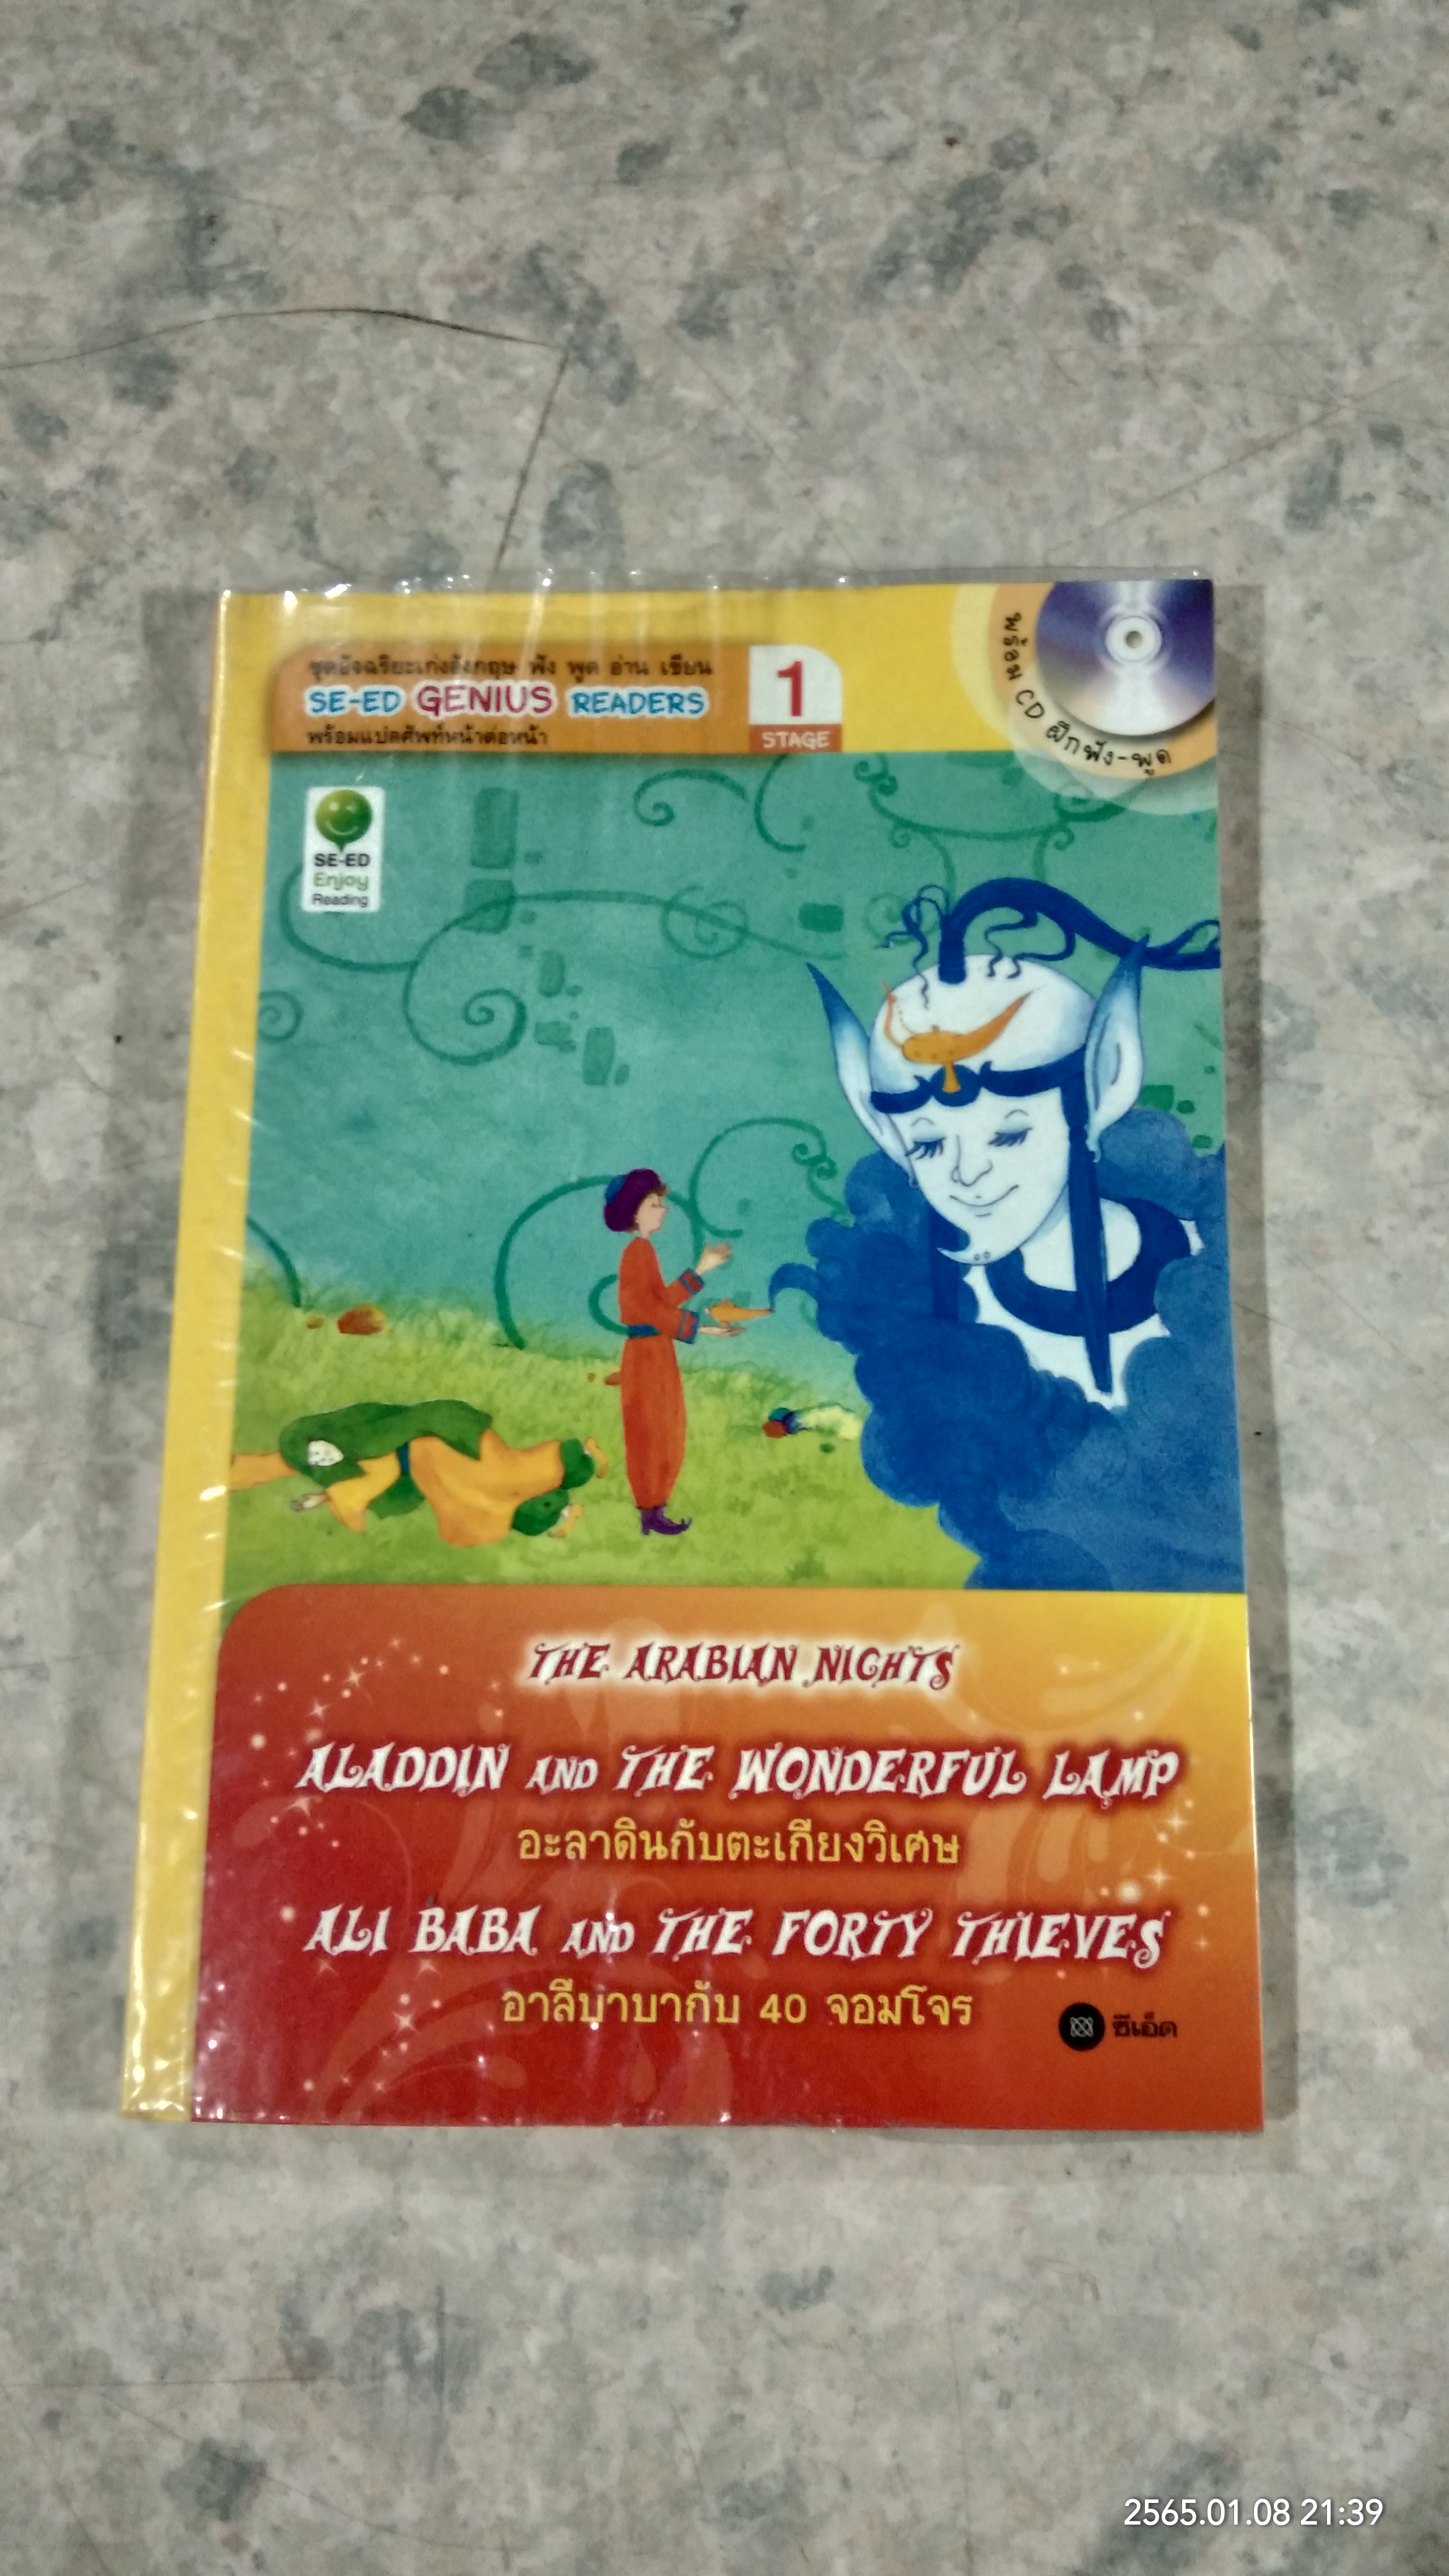 ชุดอัจฉริยะเก่งอังกฤษ ฟัง พูด อ่าน เขียน
SE-ED GENIUS READERS
พร้อมแปลศัพท์หน้าต่อหน้า
1
STAGE
พร้อม CD ฝึกฟัง-พูด
SE-ED
Enjoy
Reading
THE ARABIAN NIGHTS
ALADDIN AND THE WONDERFUL LAMP
อะลาดินกับตะเกียงวิเศษ
ALI BABA AND THE FORTY THIEVES
อาลีบาบากับ 40 จอมโจร
ซีเอ็ด
2565.01.08 21:39